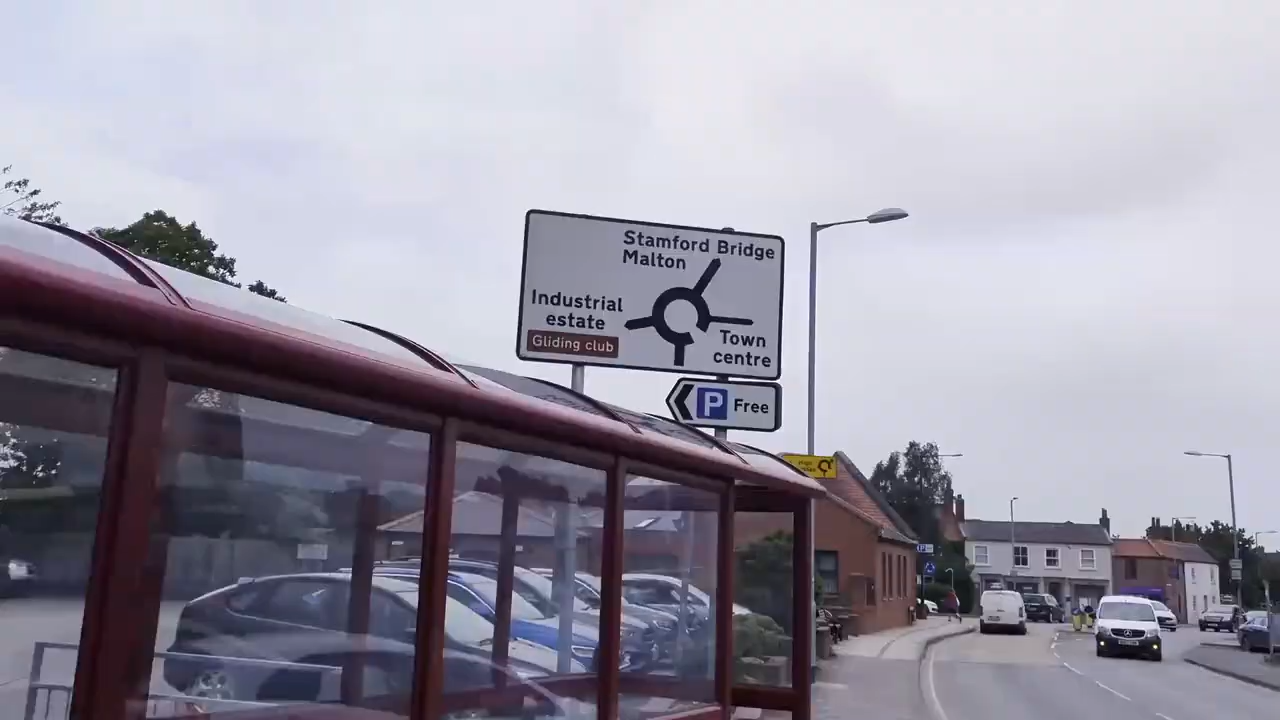 Stamford Bridge
Malton
Industrial
estate
Gliding club
Town
centre
P Free